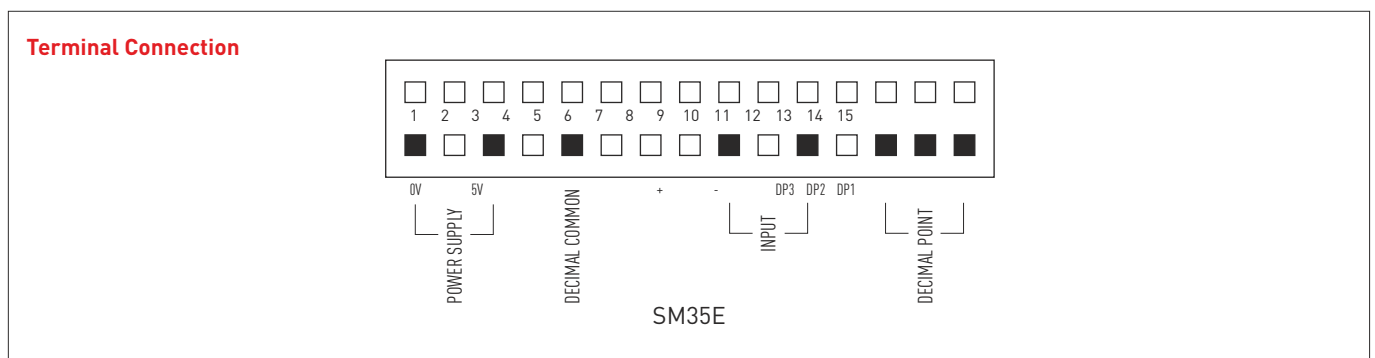 Terminal Connection
1 2 3 4 5 6 7 8 9 10 11 12 13 14 15
0V 5V + - DP3 DP2 DP1
POWER SUPPLY
DECIMAL COMMON
INPUT
DECIMAL POINT
SM35E